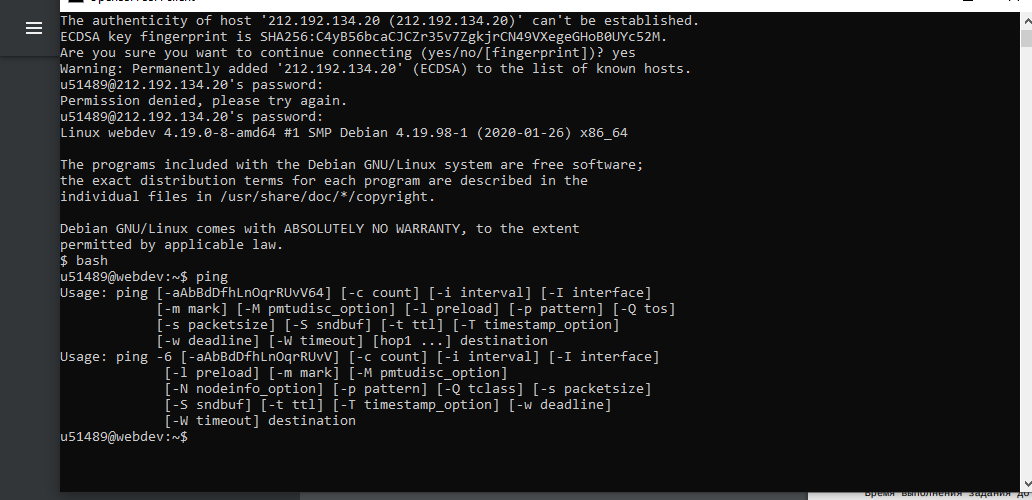 The authenticity of host '212.192.134.20 (212.192.134.20)' can't be established.
ECDSA key fingerprint is SHA256:C4yB56bcaCJCZr35v7ZgkjrCN49VXegeGHoB0UYc52M.
Are you sure you want to continue connecting (yes/no/[fingerprint])? yes
Warning: Permanently added '212.192.134.20' (ECDSA) to the list of known hosts.
u51489@212.192.134.20's password:
Permission denied, please try again.
u51489@212.192.134.20's password:
Linux webdev 4.19.0-8-amd64 #1 SMP Debian 4.19.98-1 (2020-01-26) x86_64
The programs included with the Debian GNU/Linux system are free software;
the exact distribution terms for each program are described in the
individual files in /usr/share/doc/*/copyright.
Debian GNU/Linux comes with ABSOLUTELY NO WARRANTY, to the extent
permitted by applicable law.
$ bash
u51489@webdev:~$ ping
Usage: ping [-aAbBdDfhLnOqrRUvV64] [-c count] [-i interval] [-I interface]
[-m mark] [-M pmtudisc_option] [-l preload] [-p pattern] [-Q tos]
[-s packetsize] [-S sndbuf] [-t ttl] [-T timestamp_option]
[-w deadline] [-W timeout] [hop1 ...] destination
Usage: ping -6 [-aAbBdDfhLnOqrRUvV] [-c count] [-i interval] [-I interface]
[-l preload] [-m mark] [-M pmtudisc_option]
[-N nodeinfo_option] [-p pattern] [-Q tclass] [-s packetsize]
[-S sndbuf] [-t ttl] [-T timestamp_option] [-w deadline]
[-W timeout] destination
u51489@webdev:~$
Время выполнения задания до